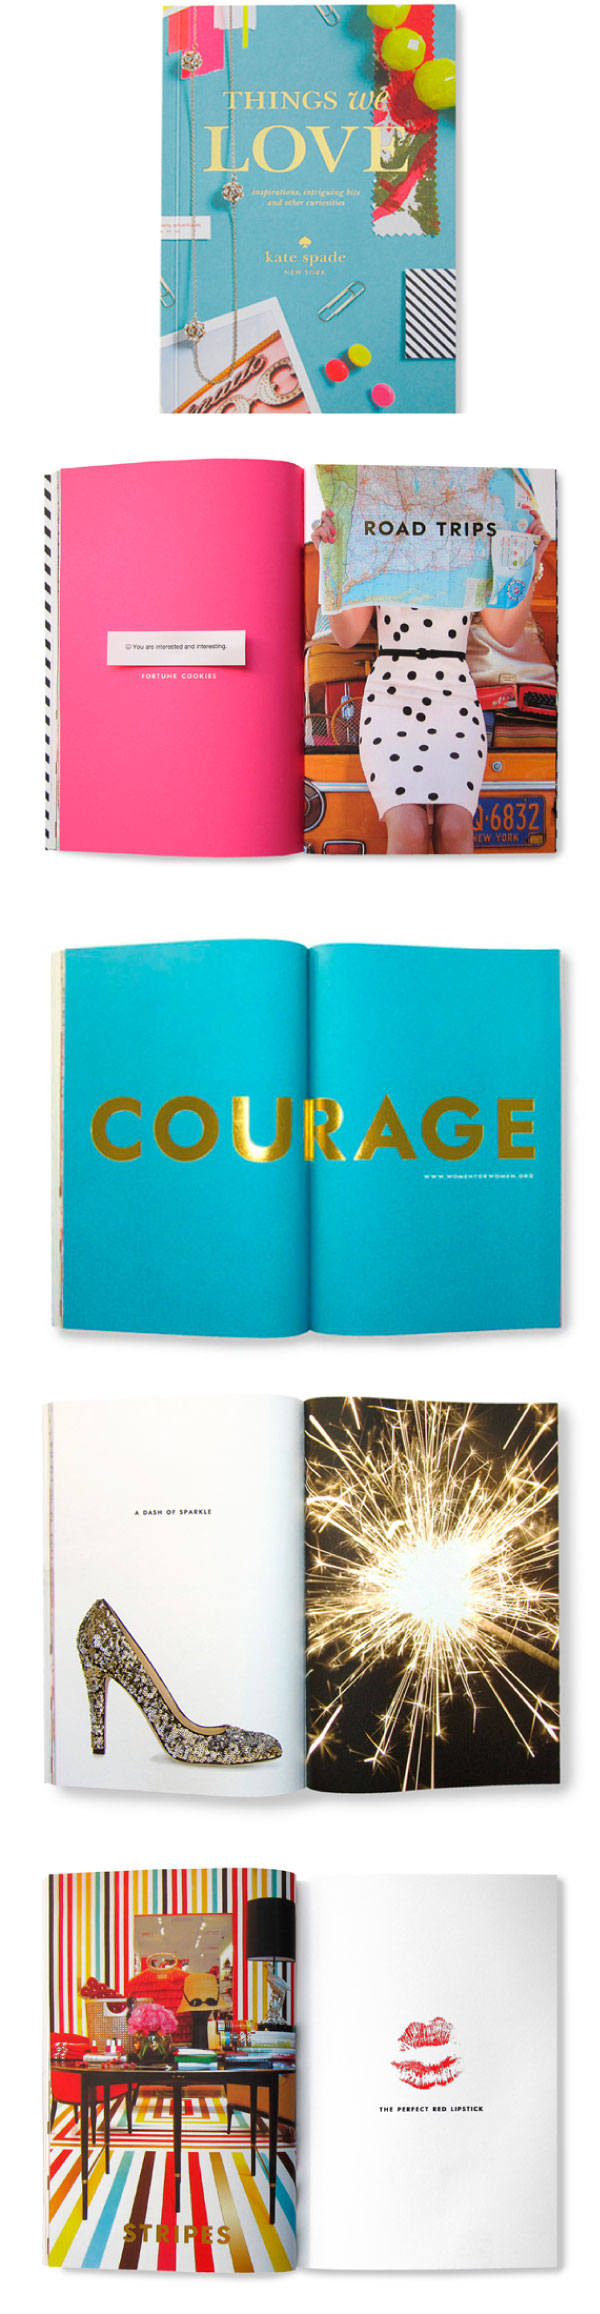 THINGS we
LOVE
inspirations, intriguing bits
and other curiosities
kate spade
NEW YORK
☺ You are interested and interesting.
FORTUNE COOKIES
ROAD TRIPS
Q·6832
NEW YORK
COURAGE
WWW.WOMENFORWOMEN.ORG
A DASH OF SPARKLE
STRIPES
THE PERFECT RED LIPSTICK